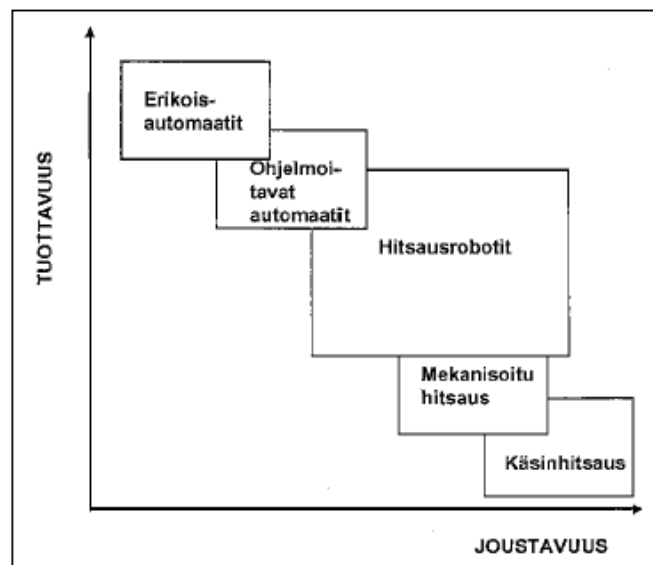 TUOTTAVUUS
Erikois-
automaatit
Ohjelmoi-
tavat
automaatit
Hitsausrobotit
Mekanisoitu
hitsaus
Käsinhitsaus
JOUSTAVUUS